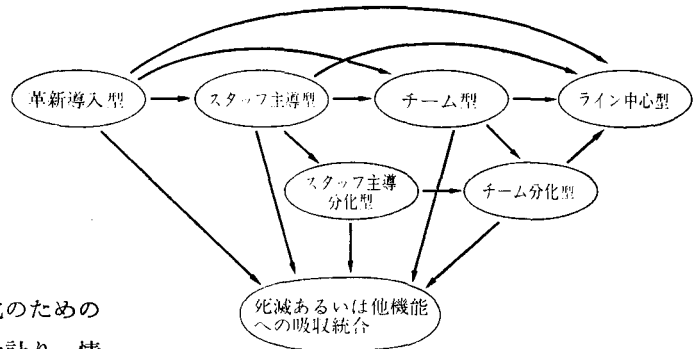 革新導入型
スタッフ主導型
チーム型
ライン中心型
スタッフ主導
分化型
チーム分化型
死滅あるいは他機能
への吸収統合
のための